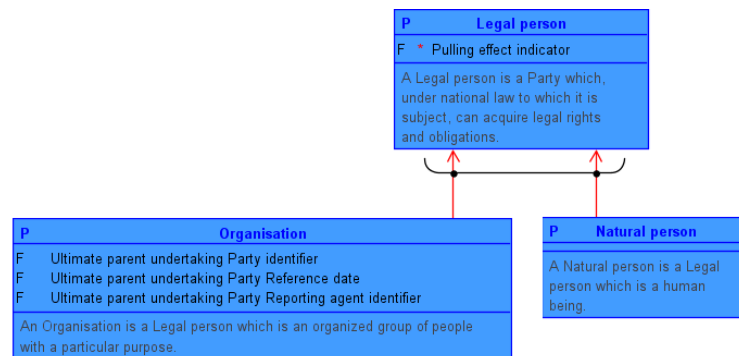 P Legal person
F * Pulling effect indicator
A Legal person is a Party which,
under national law to which it is
subject, can acquire legal rights
and obligations.
P Organisation
F Ultimate parent undertaking Party identifier
F Ultimate parent undertaking Party Reference date
F Ultimate parent undertaking Party Reporting agent identifier
An Organisation is a Legal person which is an organized group of people
with a particular purpose.
P Natural person
A Natural person is a Legal
person which is a human
being.